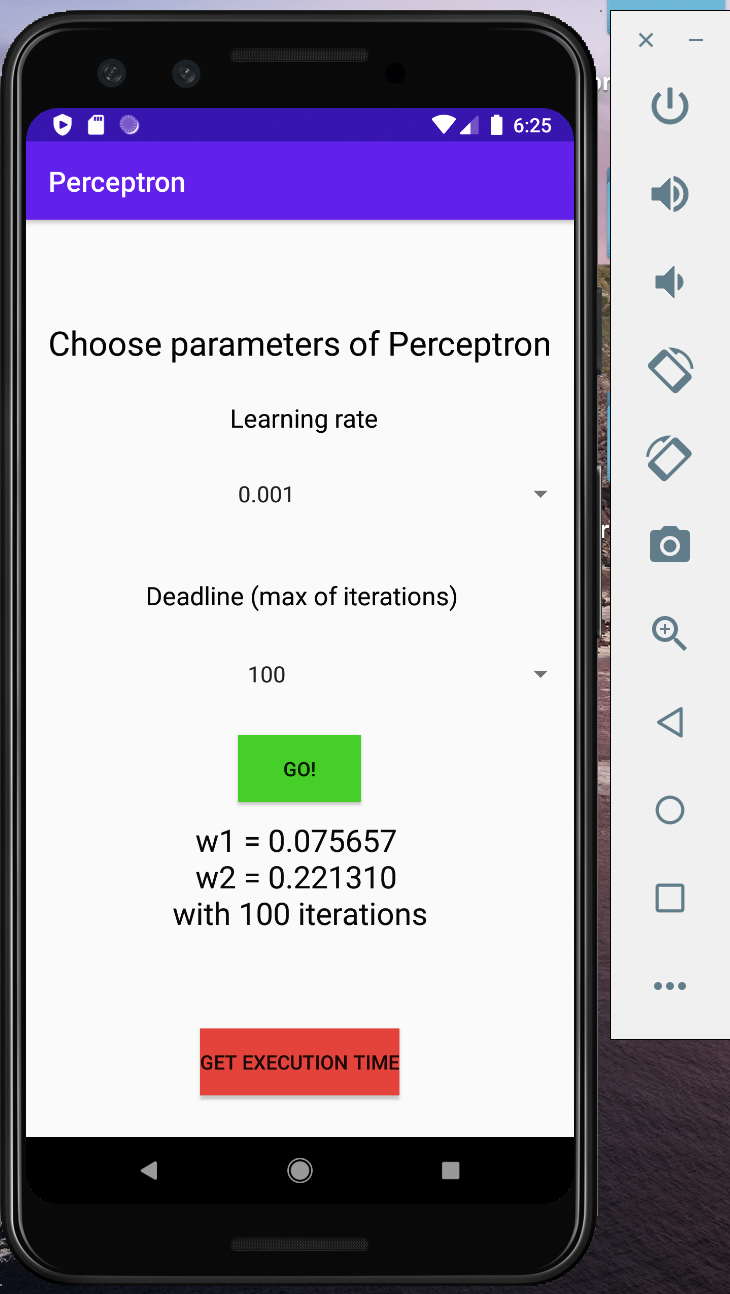 6:25
Perceptron
Choose parameters of Perceptron
Learning rate
0.001
Deadline (max of iterations)
100
GO!
w1 = 0.075657
w2 = 0.221310
with 100 iterations
GET EXECUTION TIME